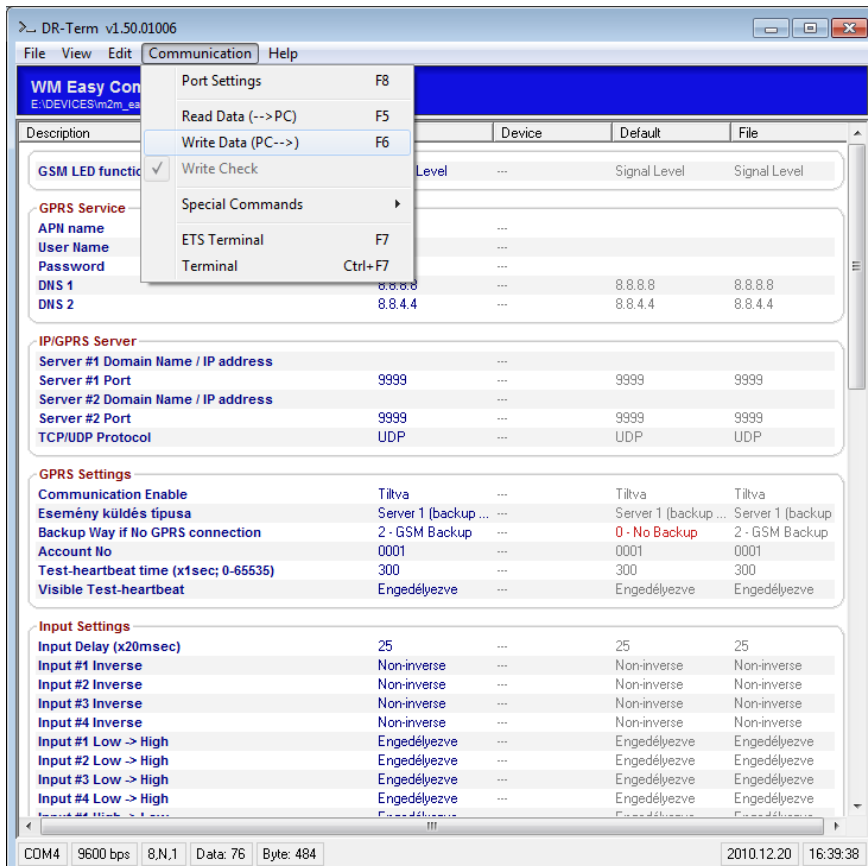 DR-Term v1.50.01006
File View Edit Communication Help
WM Easy Con
E:\DEVICES\m2m_ea
Port Settings F8
Read Data (-->PC) F5
Write Data (PC-->) F6
Write Check
Special Commands
ETS Terminal F7
Terminal Ctrl+F7
Description Device Default File
GSM LED functio Level --- Signal Level Signal Level
GPRS Service
APN name ---
User Name ---
Password ---
DNS 1 8.8.8.8 --- 8.8.8.8 8.8.8.8
DNS 2 8.8.4.4 --- 8.8.4.4 8.8.4.4
IP/GPRS Server
Server #1 Domain Name / IP address ---
Server #1 Port 9999 --- 9999 9999
Server #2 Domain Name / IP address ---
Server #2 Port 9999 --- 9999 9999
TCP/UDP Protocol UDP --- UDP UDP
GPRS Settings
Communication Enable Tiltva --- Tiltva Tiltva
Esemény küldés típusa Server 1 (backup ... --- Server 1 (backup ... Server 1 (backup
Backup Way if No GPRS connection 2 - GSM Backup --- 0 - No Backup 2 - GSM Backup
Account No 0001 --- 0001 0001
Test-heartbeat time (x1sec; 0-65535) 300 --- 300 300
Visible Test-heartbeat Engedélyezve --- Engedélyezve Engedélyezve
Input Settings
Input Delay (x20msec) 25 --- 25 25
Input #1 Inverse Non-inverse --- Non-inverse Non-inverse
Input #2 Inverse Non-inverse --- Non-inverse Non-inverse
Input #3 Inverse Non-inverse --- Non-inverse Non-inverse
Input #4 Inverse Non-inverse --- Non-inverse Non-inverse
Input #1 Low -> High Engedélyezve --- Engedélyezve Engedélyezve
Input #2 Low -> High Engedélyezve --- Engedélyezve Engedélyezve
Input #3 Low -> High Engedélyezve --- Engedélyezve Engedélyezve
Input #4 Low -> High Engedélyezve --- Engedélyezve Engedélyezve
COM4 9600 bps 8,N,1 Data: 76 Byte: 484 2010.12.20 16:39:38